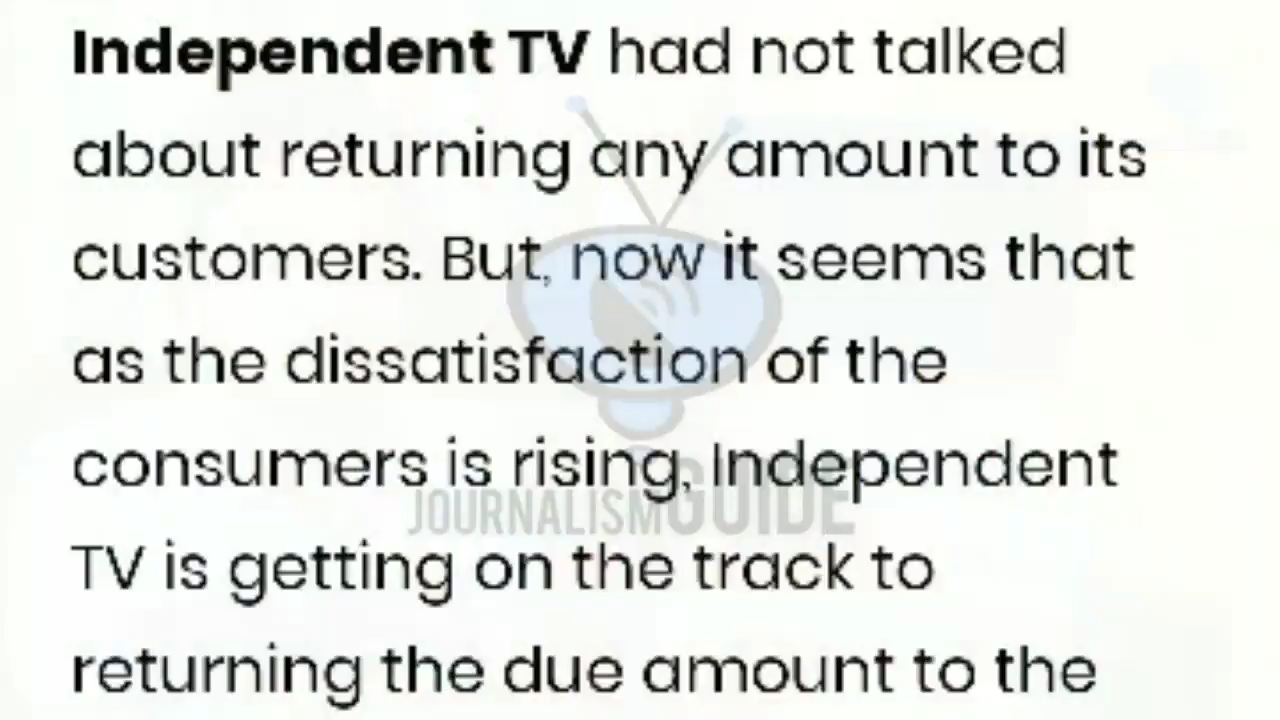 Independent TV had not talked
about returning any amount to its
customers. But, now it seems that
as the dissatisfaction of the
consumers is rising, Independent
JOURNALISMGUIDE
TV is getting on the track to
returning the due amount to the